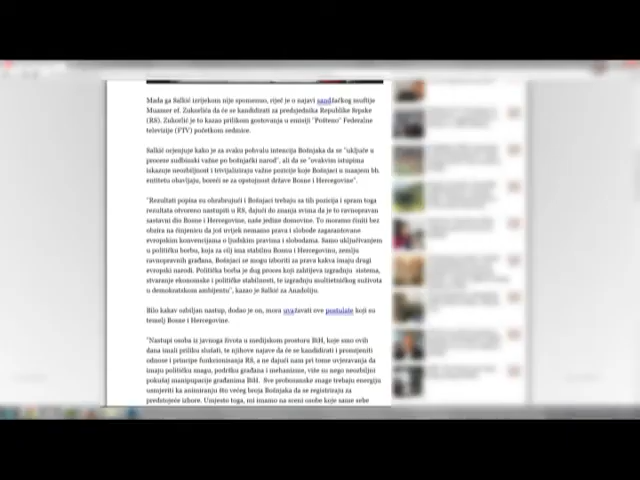 Mada ga Salkić izrijekom nije spomenuo, riječ je o najavi sandžačkog muftije
Muamer ef. Zukorlića da će se kandidirati za predsjednika Republike Srpske
(RS). Zukorlić je to kazao prilikom gostovanja u emisiji "Pošteno" Federalne
televizije (FTV) početkom sedmice.
Salkić ocjenjuje kako je za svaku pohvalu intencija Bošnjaka da se "uključe u
procese sudbinski važne po bošnjački narod", ali da se "ovakvim istupima
iskazuje neozbiljnost i trivijaliziraju važne pozicije koje Bošnjaci u manjem bh
entitetu obavljaju, boreći se za opstojnost države Bosne i Hercegovine".
"Rezultati popisa su ohrabrujući i Bošnjaci trebaju sa tih pozicija i spram toga
rezultata otvoreno nastupiti u RS, dajući do znanja svima da je to ravnopravan
sastavni dio Bosne i Hercegovine, naše jedine domovine. To moramo činiti bez
obzira na činjenicu da još uvijek nemamo prava i slobode zagarantovane
evropskim konvencijama o ljudskim pravima i slobodama. Samo uključivanjem
u političku borbu, koja za cilj ima stabilnu Bosnu i Hercegovinu, zemlju
ravnopravnih građana, Bošnjaci se mogu izboriti za prava kakva imaju drugi
evropski narodi. Politička borba je dug proces koji zahtijeva izgradnju sistema,
stvaranje ekonomske i političke stabilnosti, te izgradnju multietničkog suživota
u demokratskom ambijentu", kazao je Salkić za Anadoliju.
Bilo kakav ozbiljan nastup, dodao je on, mora uvažavati ove postulate koji su
temelj Bosne i Hercegovine.
"Nastupi osoba iz javnoga života u medijskom prostoru BiH, koje smo ovih
dana imali priliku slušati, te njihove najave da će se kandidirati i promijeniti
odnose i principe funkcionisanja RS, a ne dajući nam pri tome uvjeravanja da
imaju političku snagu, podršku građana i mehanizme, više su nego neozbiljni
pokušaj manipulacije građanima BiH. Sve probosanske snage trebaju energiju
usmjeriti ka animiranju što većeg broja Bošnjaka da se registriraju za
predstojeće izbore. Umjesto toga, mi imamo na sceni osobe koje same sebe